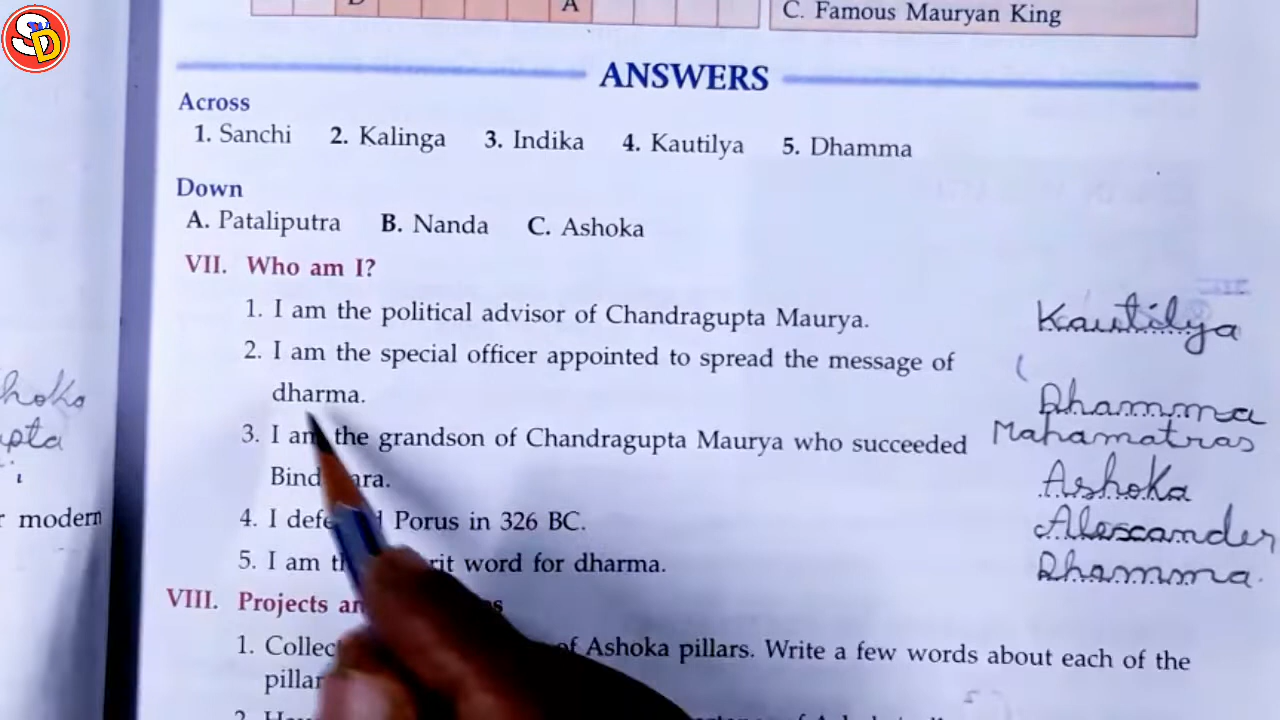 SD
D
A
C. Famous Mauryan King
ANSWERS
Across
1. Sanchi 2. Kalinga 3. Indika 4. Kautilya 5. Dhamma
Down
A. Pataliputra B. Nanda C. Ashoka
VII. Who am I?
1. I am the political advisor of Chandragupta Maurya. Kautilya
2. I am the special officer appointed to spread the message of
dharma. Dhamma
Mahamatras
3. I am the grandson of Chandragupta Maurya who succeeded
Ashoka
4. I Porus in 326 BC. Alexander
5. I am word for dharma. Dhamma.
VIII. Projects
1. Ashoka pillars. Write a few words about each of the
modern